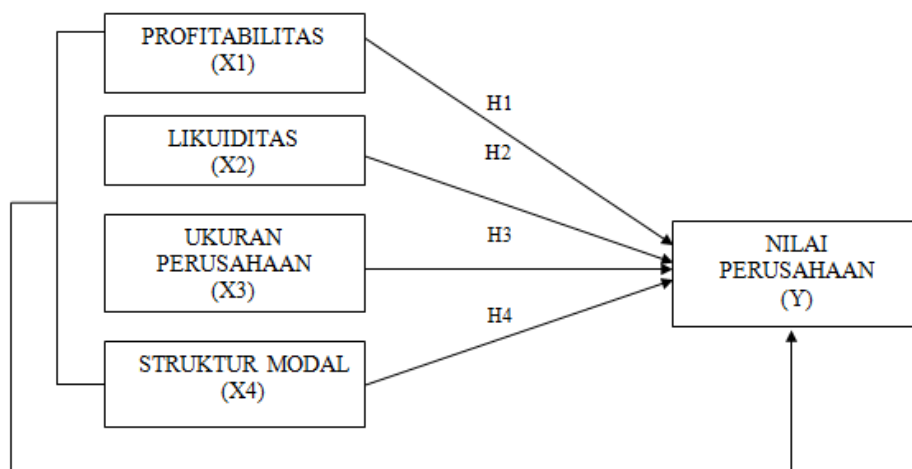 PROFITABILITAS
(X1)
H1
LIKUIDITAS
(X2)
H2
UKURAN
PERUSAHAAN
(X3)
H3
NILAI
PERUSAHAAN
(Y)
STRUKTUR MODAL
(X4)
H4